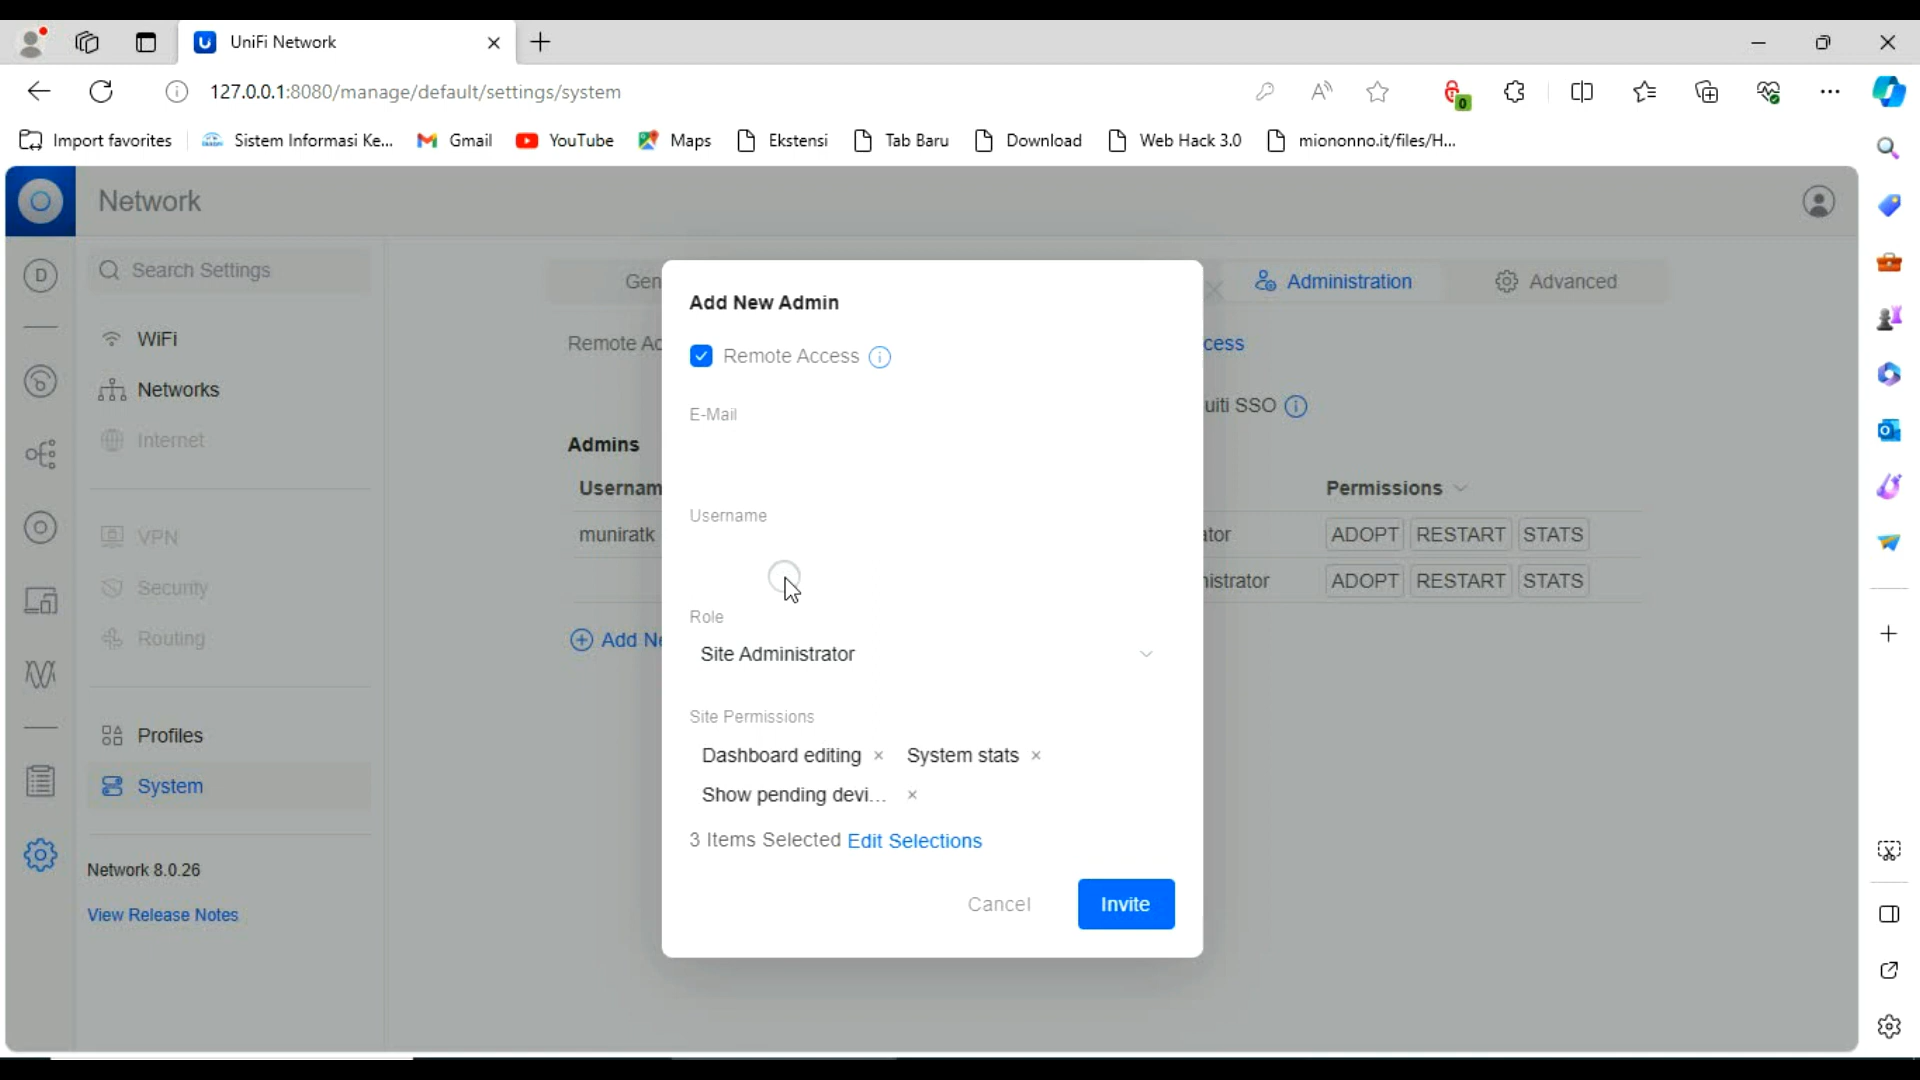 UniFi Network
127.0.0.1:8080/manage/default/settings/system
Import favorites Sistem Informasi Ke... Gmail YouTube Maps Ekstensi Tab Baru Download Web Hack 3.0 miononno.it/files/H...
Network
Search Settings
WiFi
Networks
Internet
VPN
Security
Routing
Profiles
System
Network 8.0.26
View Release Notes
Gen
Administration
Advanced
Remote Ac
cess
uiti SSO
Admins
Usernam
Permissions
muniratk
ator
ADOPT RESTART STATS
nistrator
ADOPT RESTART STATS
Add Ne
Add New Admin
Remote Access
E-Mail
Username
Role
Site Administrator
Site Permissions
Dashboard editing × System stats ×
Show pending devi... ×
3 Items Selected Edit Selections
Cancel
Invite